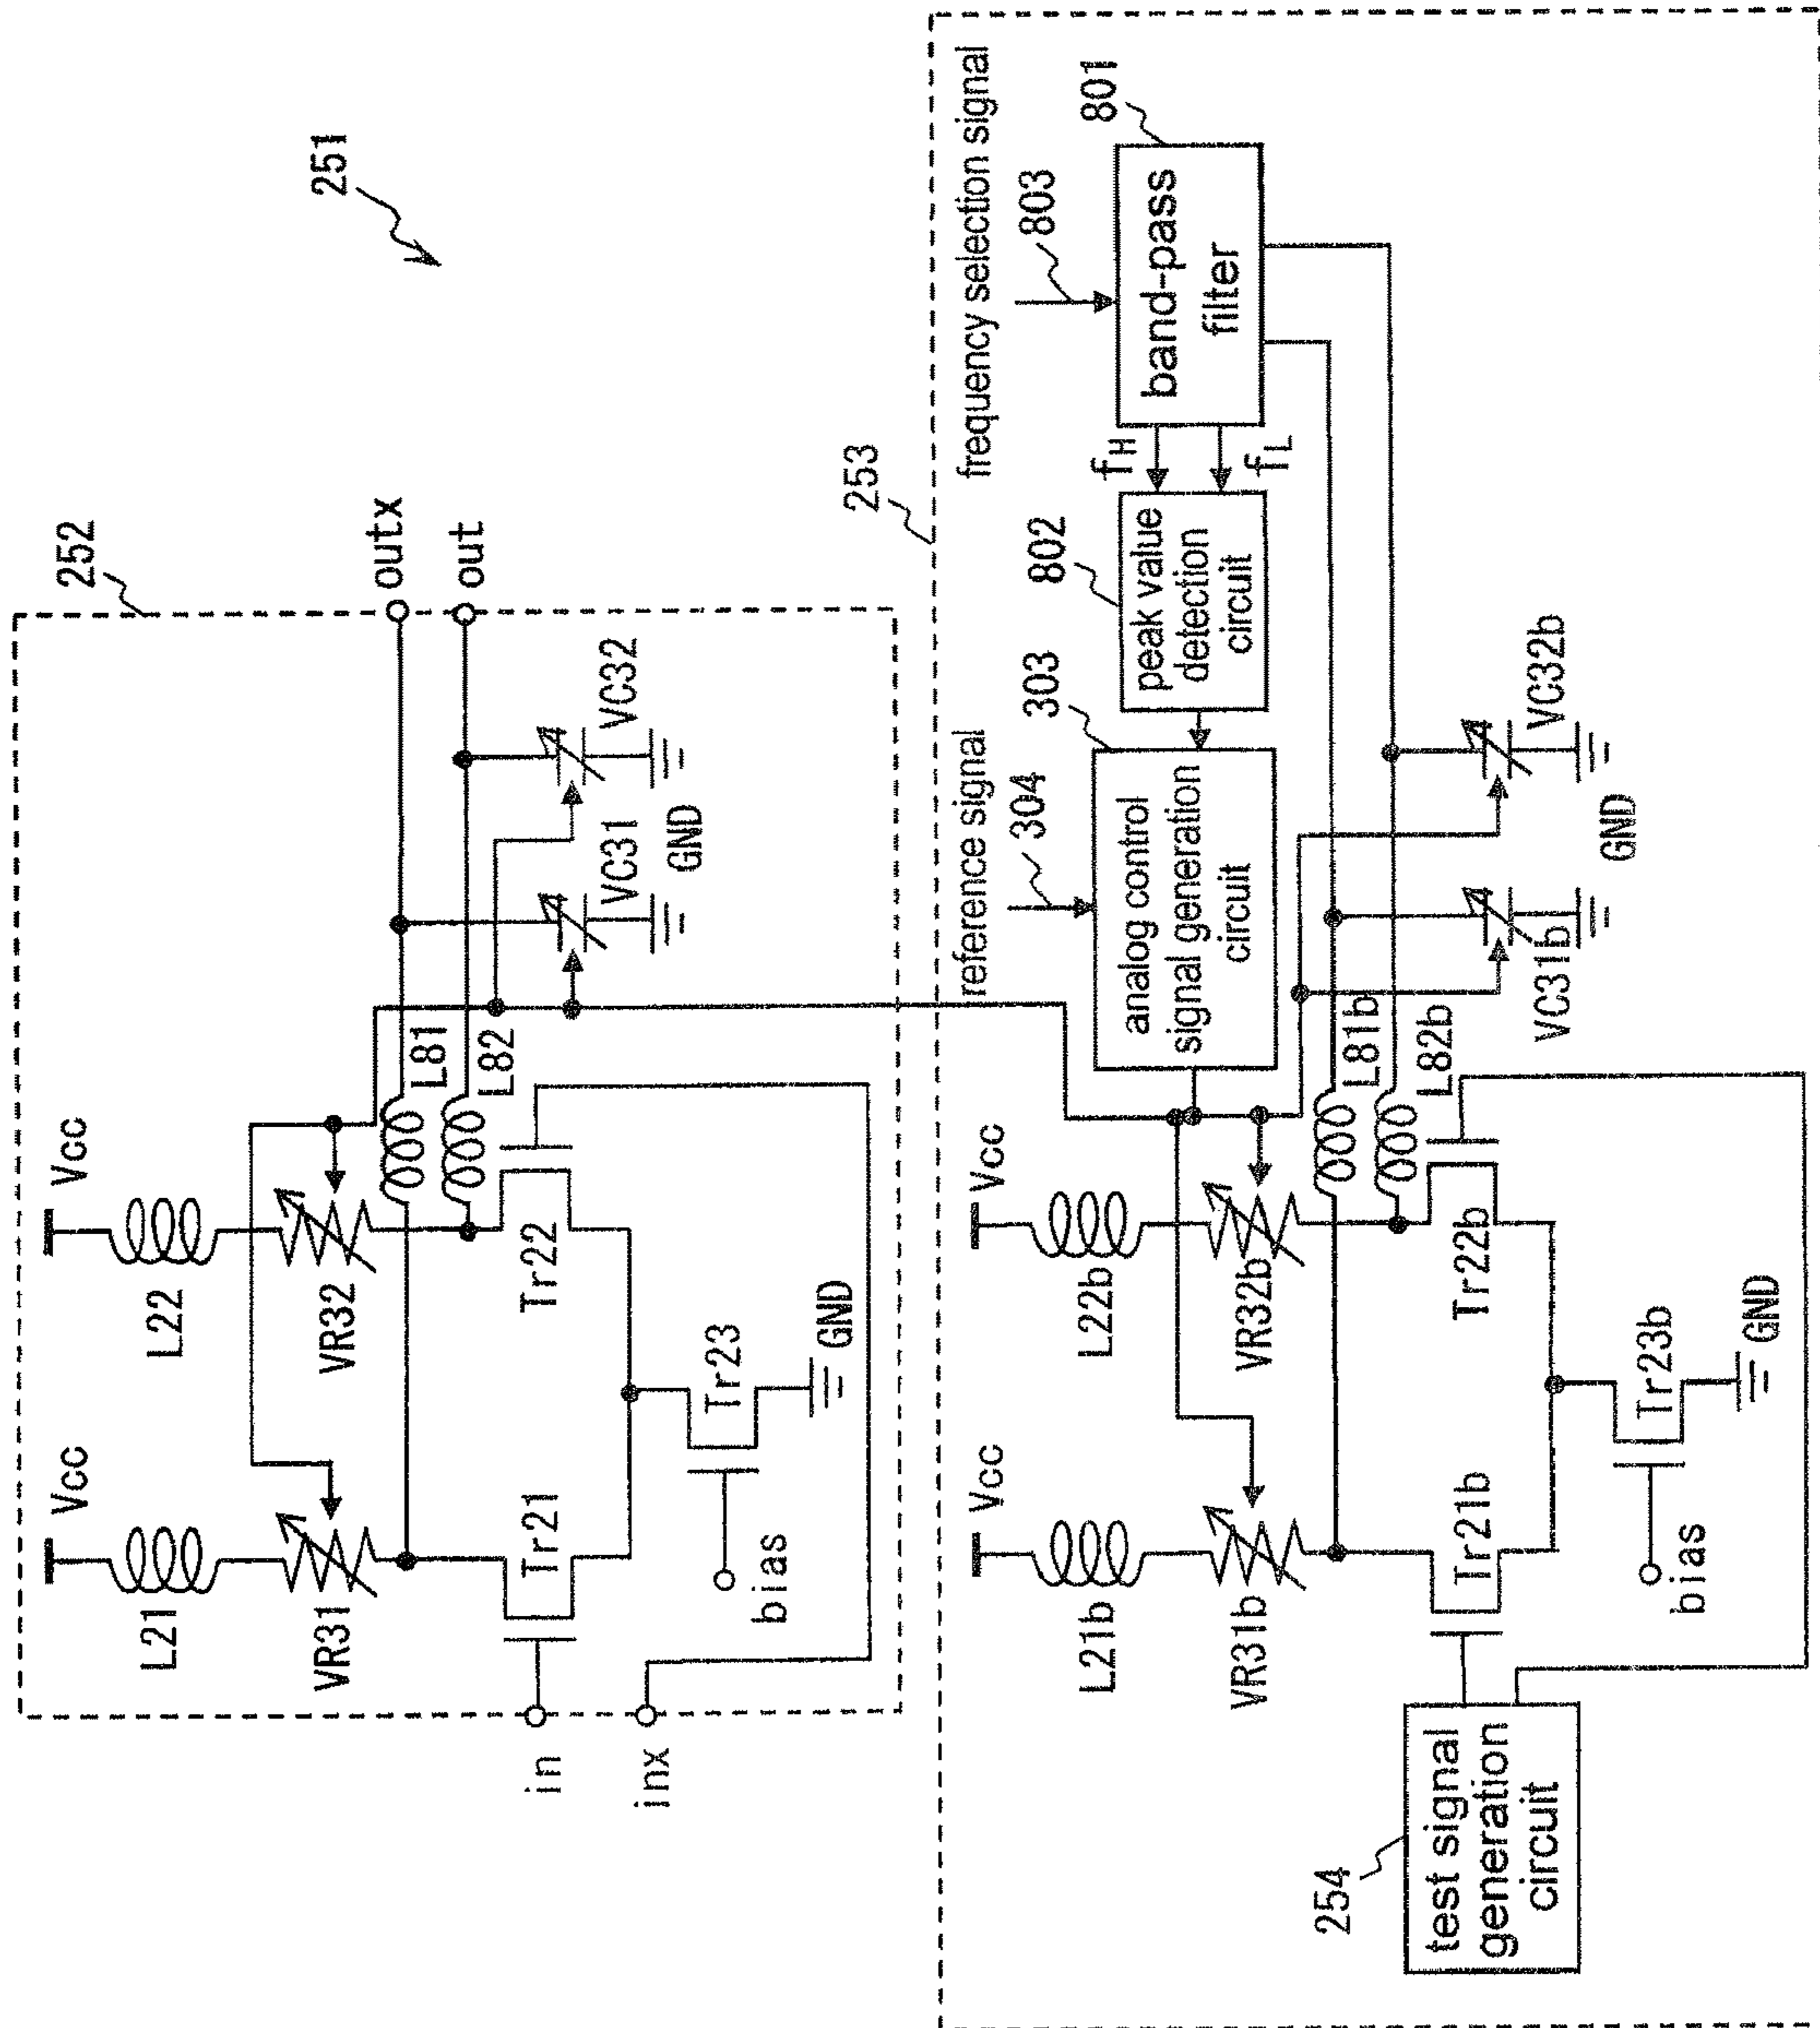 251
252
Vcc
Vcc
L21
L22
VR31
VR32
L81
L82
outx
out
VC31
VC32
GND
in
inx
Tr21
Tr22
Tr23
bias
GND
253
reference signal
frequency selection signal
304
303
802
803
801
analog control
signal generation
circuit
peak value
detection
circuit
fH
fL
band-pass
filter
Vcc
Vcc
L21b
L22b
VR31b
VR32b
L81b
L82b
VC31b
VC32b
GND
254
test signal
generation
circuit
Tr21b
Tr22b
Tr23b
bias
GND